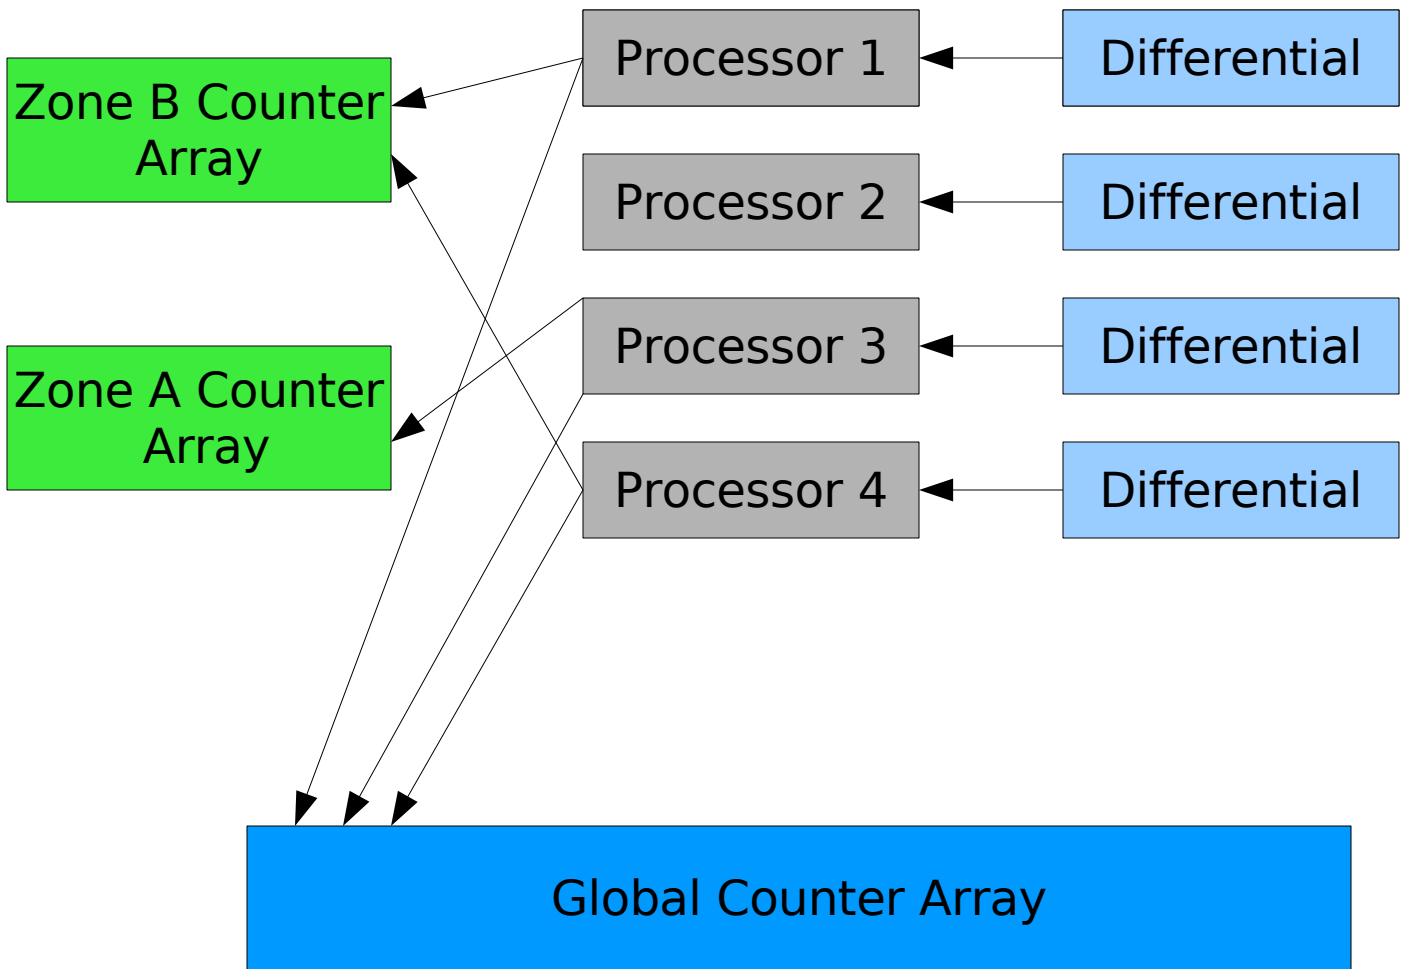 Zone B Counter
Array
Zone A Counter
Array
Processor 1
Differential
Processor 2
Differential
Processor 3
Differential
Processor 4
Differential
Global Counter Array